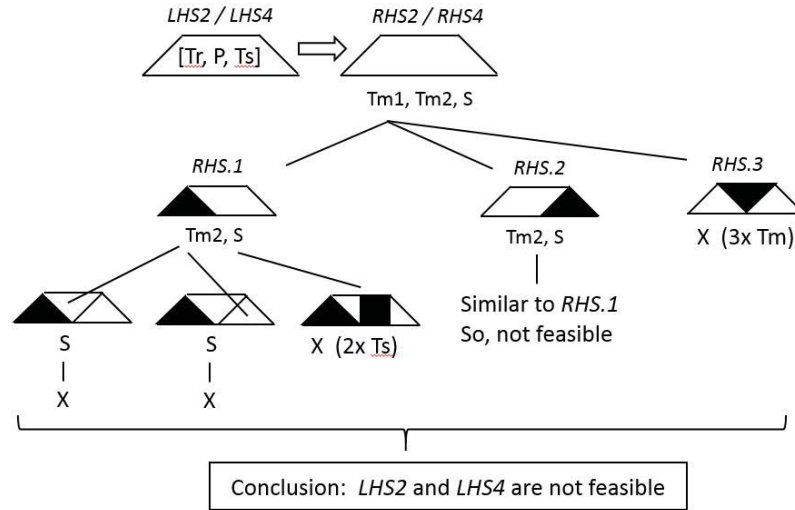 LHS2 / LHS4
RHS2 / RHS4
[Tr, P, Ts]
Tm1, Tm2, S
RHS.1
RHS.2
RHS.3
Tm2, S
Tm2, S
X (3x Tm)
Similar to RHS.1
So, not feasible
S
S
X (2x Ts)
X
X
Conclusion: LHS2 and LHS4 are not feasible